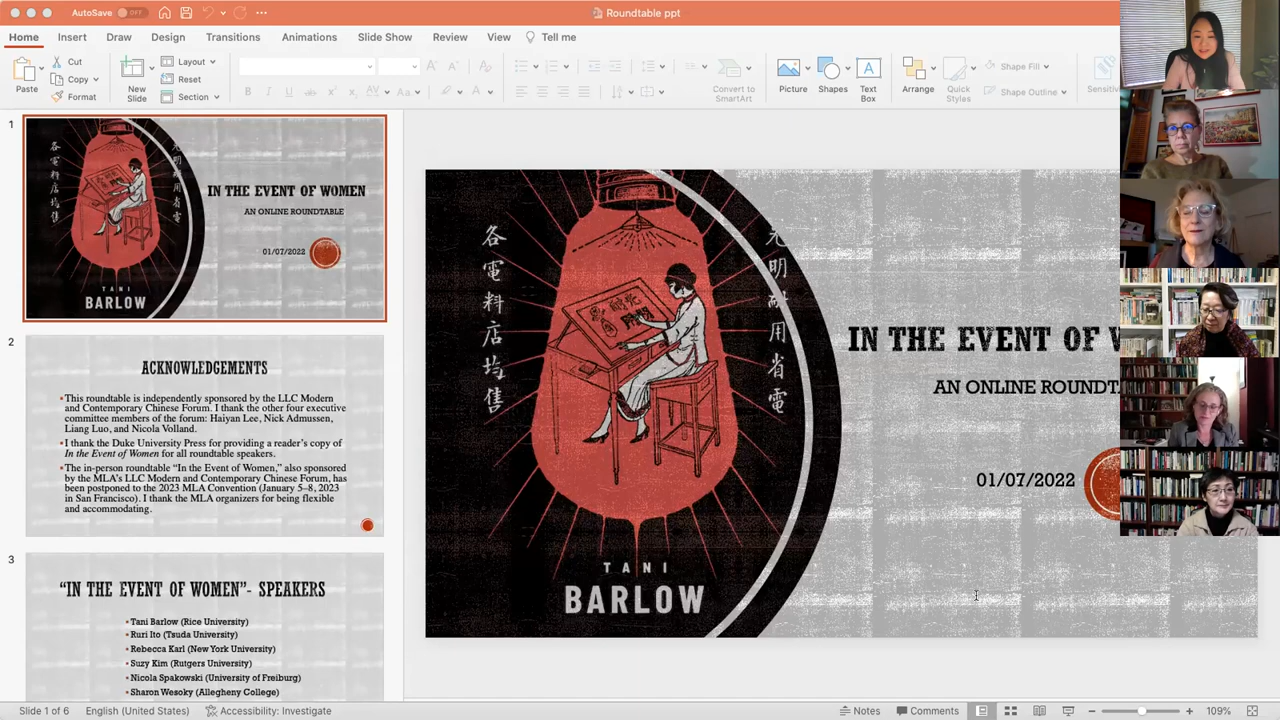 AutoSave
OFF
Roundtable ppt
Home
Insert
Draw
Design
Transitions
Animations
Slide Show
Review
View
Tell me
Paste
Cut
Copy
Format
New
Slide
Layout
Reset
Section
Convert to
SmartArt
Picture
Shapes
Text
Box
Arrange
Quick
Styles
Shape Fill
Shape Outline
1
各電料店均售
光明耐用省電
IN THE EVENT OF WOMEN
AN ONLINE ROUNDTABLE
01/07/2022
TANI
BARLOW
2
ACKNOWLEDGEMENTS
This roundtable is independently sponsored by the LLC Modern
and Contemporary Chinese Forum. I thank the other four executive
committee members of the forum: Haiyan Lee, Nick Admussen,
Liang Luo, and Nicola Volland.
I thank the Duke University Press for providing a reader's copy of
In the Event of Women for all roundtable speakers.
The in-person roundtable “In the Event of Women,” also sponsored
by the MLA's LLC Modern and Contemporary Chinese Forum, has
been postponed to the 2023 MLA Convention (January 5–8, 2023
in San Francisco). I thank the MLA organizers for being flexible
and accommodating.
3
“IN THE EVENT OF WOMEN”- SPEAKERS
Tani Barlow (Rice University)
Ruri Ito (Tsuda University)
Rebecca Karl (New York University)
Suzy Kim (Rutgers University)
Nicola Spakowski (University of Freiburg)
Sharon Wesoky (Allegheny College)
各電料店均售
光明耐用省電
IN THE EVENT OF
AN ONLINE ROUNDT
01/07/2022
TANI
BARLOW
Slide 1 of 6
English (United States)
Accessibility: Investigate
Notes
Comments
109%